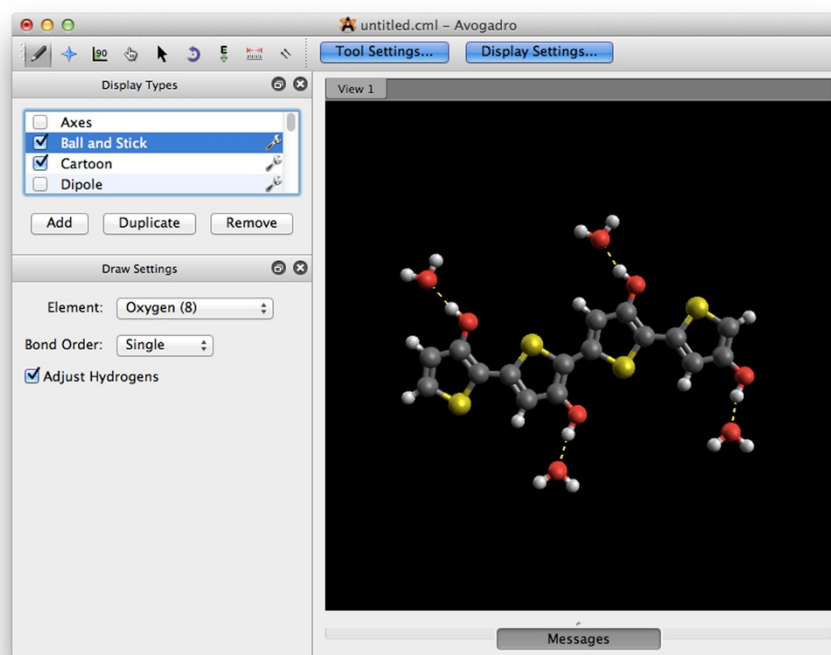 untitled.cml – Avogadro
90
E
Tool Settings...
Display Settings...
Display Types
Axes
Ball and Stick
Cartoon
Dipole
Add
Duplicate
Remove
Draw Settings
Element:
Oxygen (8)
Bond Order:
Single
Adjust Hydrogens
View 1
Messages